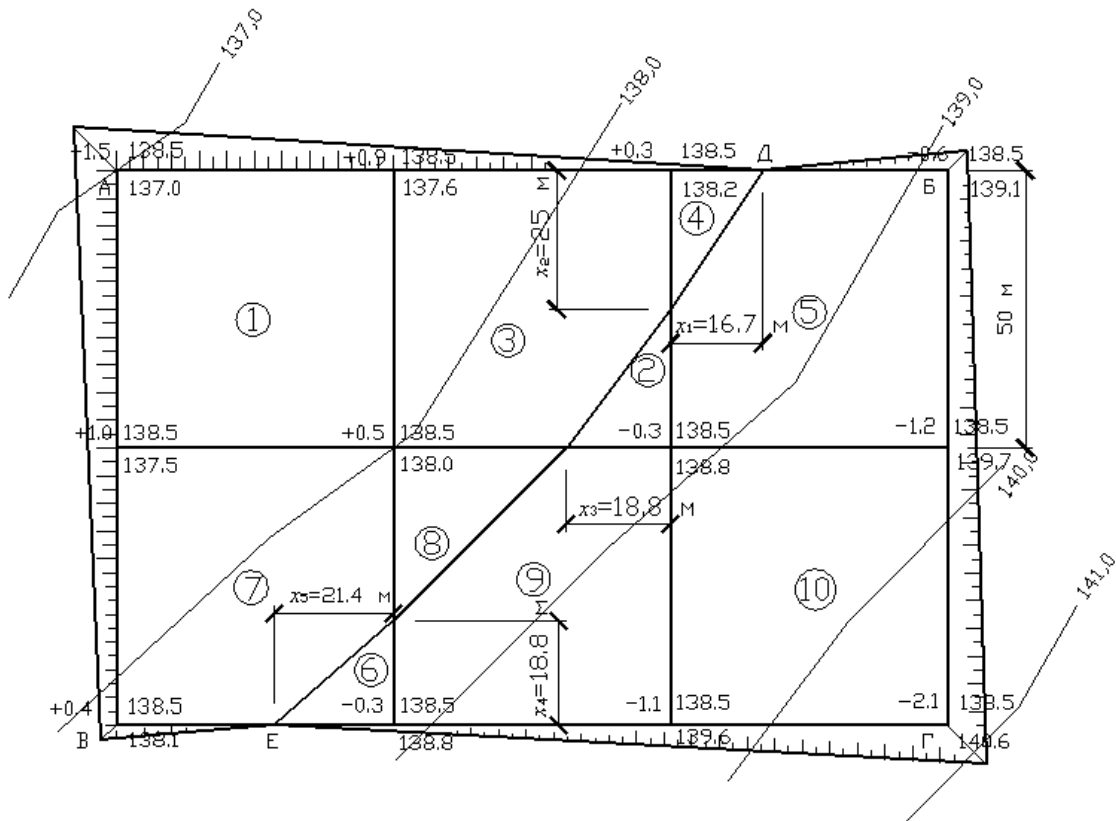 137,0
138,0
139,0
+1.5 138.5 +0.9 138.5 +0.3 138.5 Д -0.6 138.5
А 137.0 137.6 138.2 Б 139.1
x₂=25 м
④
① ③ ② ⑤
x₁=16.7 м
50 м
+1.0 138.5 +0.5 138.5 -0.3 138.5 -1.2 138.5
137.5 138.0 138.8 139.7
140,0
x₃=18,8 м
⑧
⑦ ⑨ ⑩
x₅=21.4 м
x₄=18.8 м
⑥
141,0
+0.4 138.5 -0.3 138.5 -1.1 138.5 -2.1 138.5
В 138.1 Е 138.8 139.6 Г 140.6